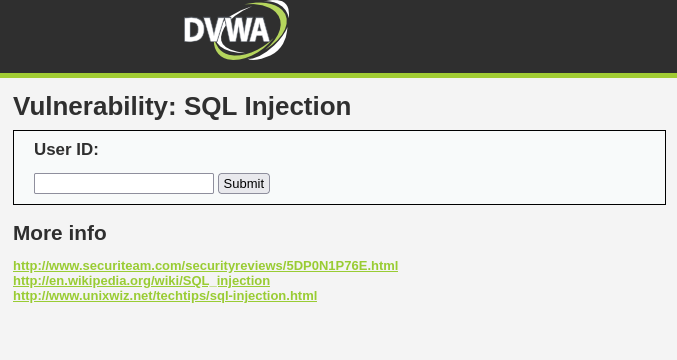 DVWA
Vulnerability: SQL Injection
User ID:
Submit
More info
http://www.securiteam.com/securityreviews/5DP0N1P76E.html
http://en.wikipedia.org/wiki/SQL_injection
http://www.unixwiz.net/techtips/sql-injection.html